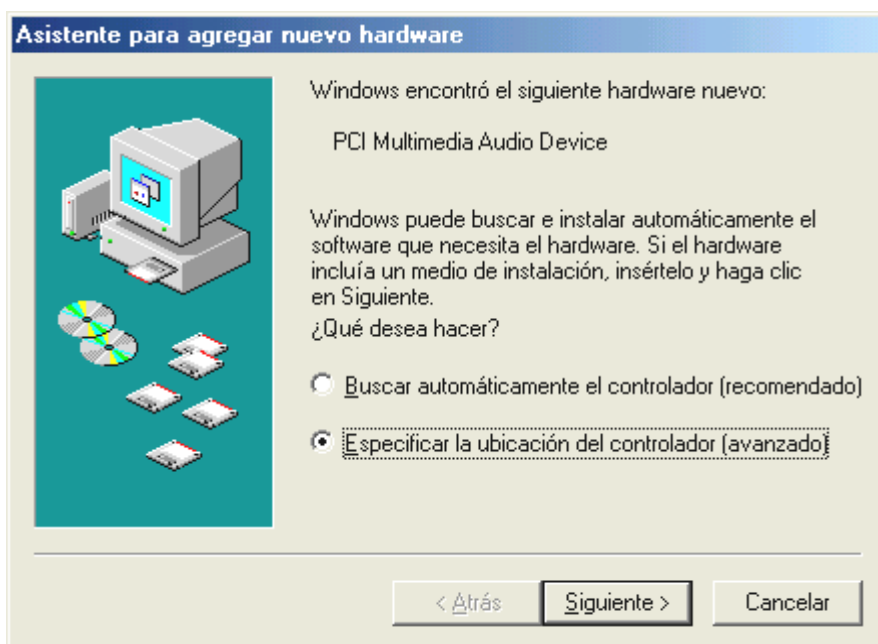 Asistente para agregar nuevo hardware
Windows encontró el siguiente hardware nuevo:
PCI Multimedia Audio Device
Windows puede buscar e instalar automáticamente el
software que necesita el hardware. Si el hardware
incluía un medio de instalación, insértelo y haga clic
en Siguiente.
¿Qué desea hacer?
Buscar automáticamente el controlador (recomendado)
Especificar la ubicación del controlador (avanzado)
< Atrás
Siguiente >
Cancelar